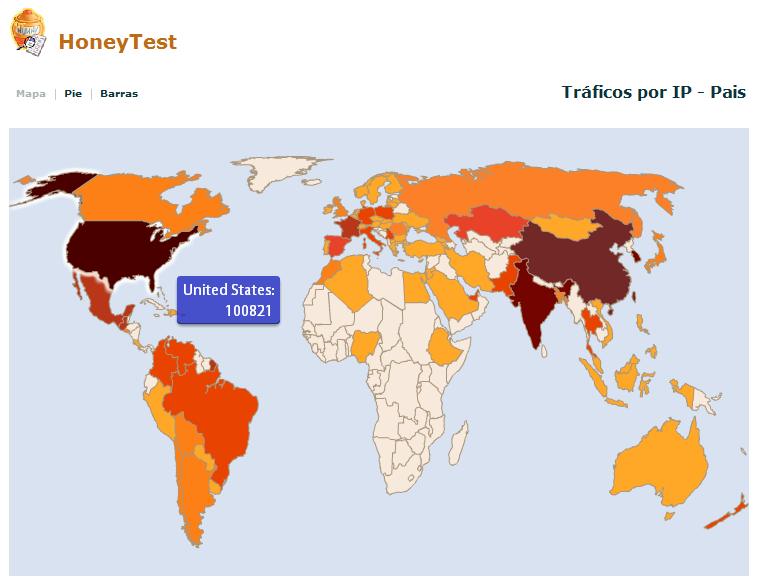 HoneyTest
Mapa | Pie | Barras
Tráficos por IP - Pais
United States:
100821